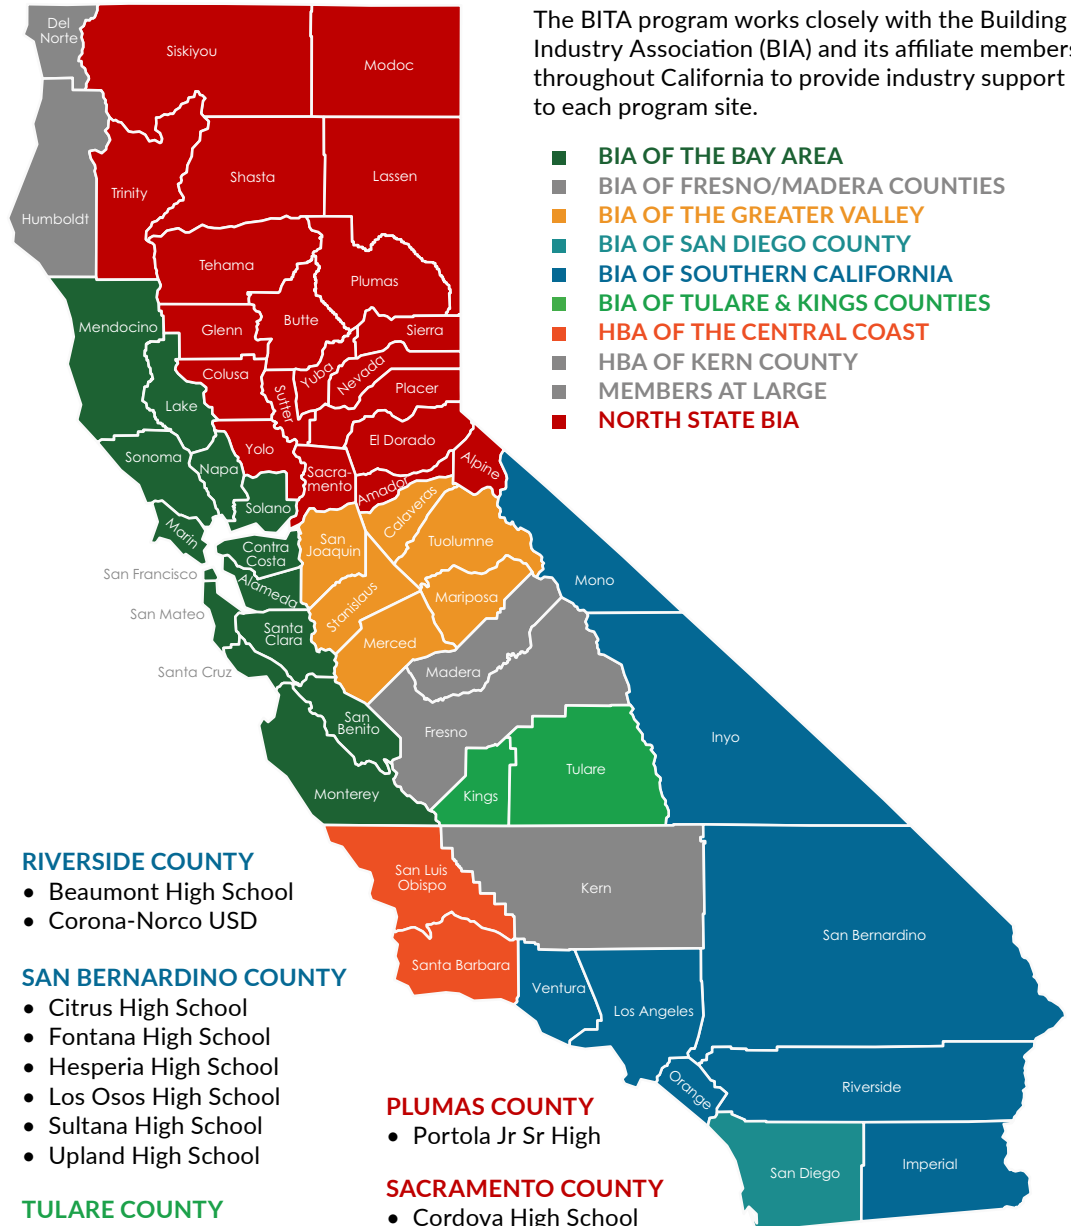 The BITA program works closely with the Building
Industry Association (BIA) and its affiliate members
throughout California to provide industry support
to each program site.
BIA OF THE BAY AREA
BIA OF FRESNO/MADERA COUNTIES
BIA OF THE GREATER VALLEY
BIA OF SAN DIEGO COUNTY
BIA OF SOUTHERN CALIFORNIA
BIA OF TULARE & KINGS COUNTIES
HBA OF THE CENTRAL COAST
HBA OF KERN COUNTY
MEMBERS AT LARGE
NORTH STATE BIA
Del
Norte
Siskiyou
Modoc
Humboldt
Trinity
Shasta
Lassen
Tehama
Plumas
Mendocino
Glenn
Butte
Sierra
Lake
Colusa
Sutter
Yuba
Nevada
Placer
Sonoma
Napa
Yolo
El Dorado
Sacra-
mento
Amador
Alpine
Solano
Marin
Contra
Costa
San
Joaquin
Calaveras
Tuolumne
Mono
San Francisco
Alameda
Stanislaus
Mariposa
San Mateo
Santa
Clara
Merced
Santa Cruz
Madera
San
Benito
Fresno
Inyo
Monterey
Kings
Tulare
San Luis
Obispo
Kern
San Bernardino
Santa Barbara
Ventura
Los Angeles
Orange
Riverside
San Diego
Imperial
RIVERSIDE COUNTY
• Beaumont High School
• Corona-Norco USD
SAN BERNARDINO COUNTY
• Citrus High School
• Fontana High School
• Hesperia High School
• Los Osos High School
• Sultana High School
• Upland High School
TULARE COUNTY
PLUMAS COUNTY
• Portola Jr Sr High
SACRAMENTO COUNTY
• Cordova High School